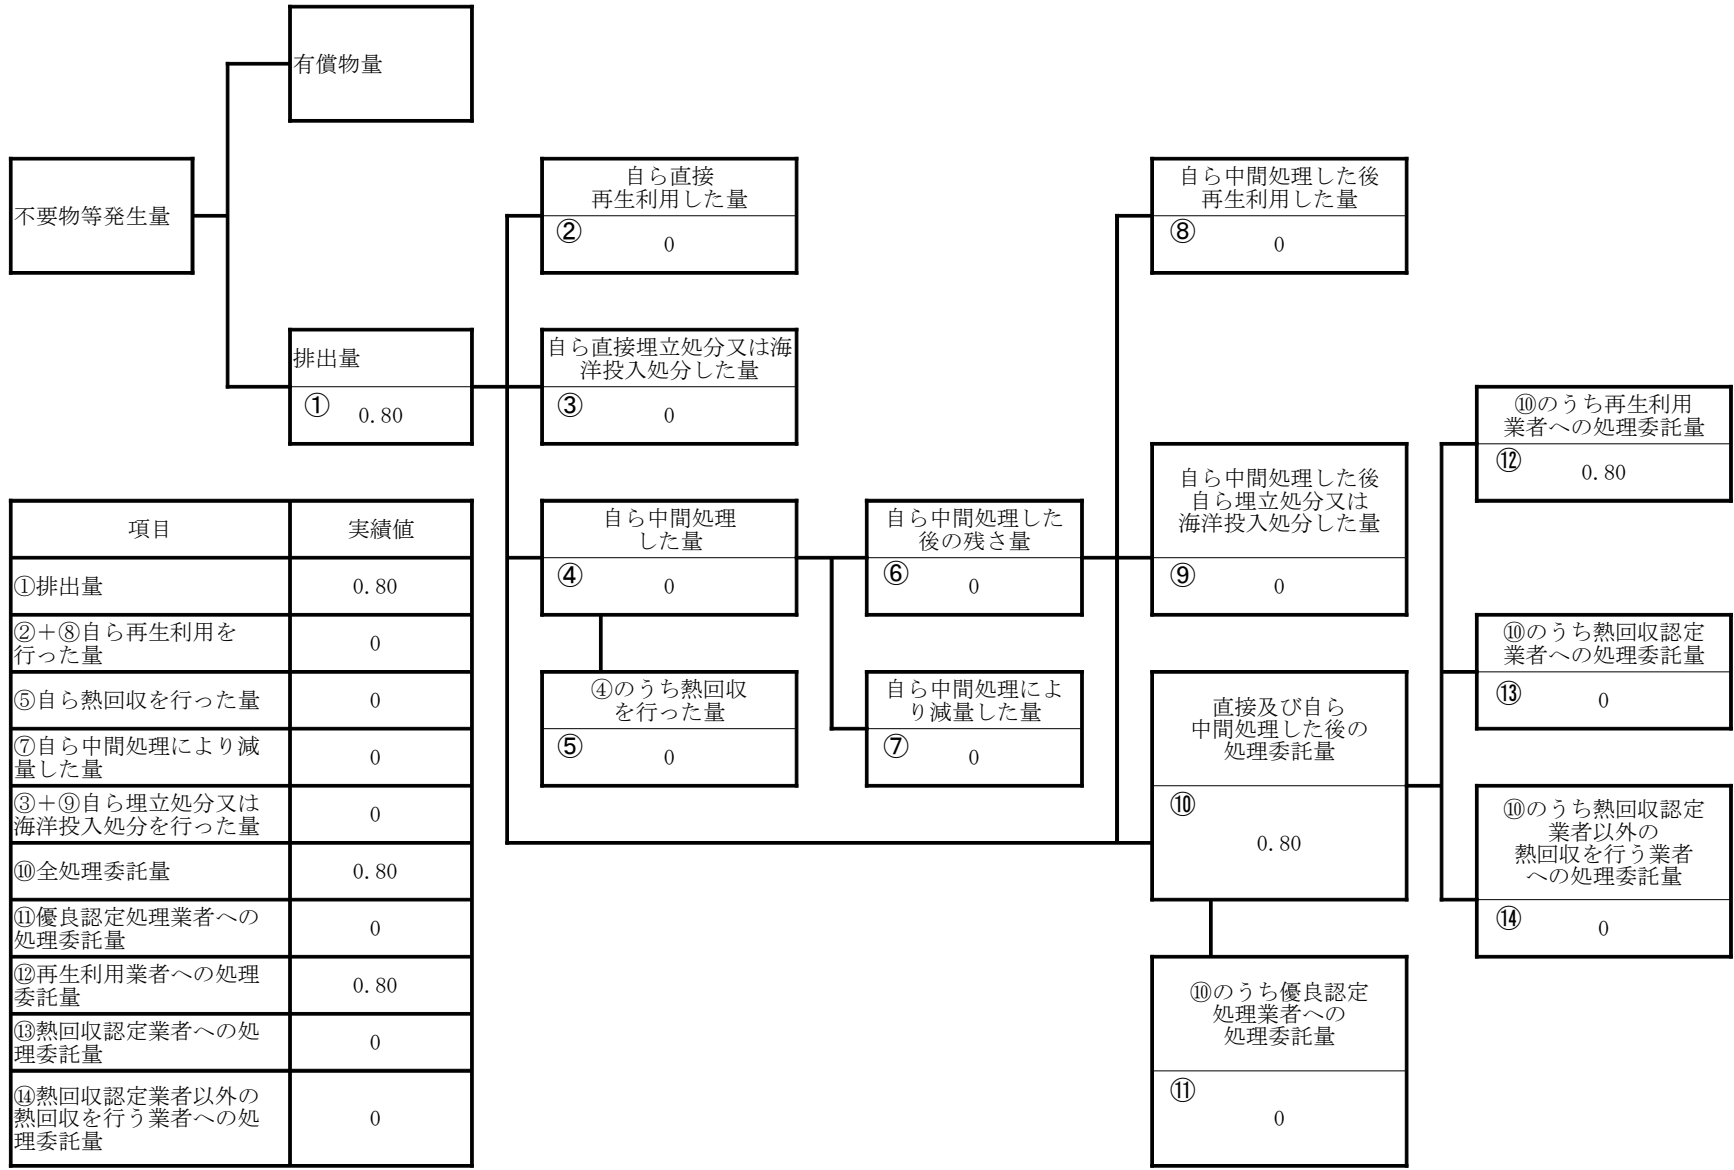 有償物量
不要物等発生量
自ら直接
再生利用した量
②
0
自ら中間処理した後
再生利用した量
⑧
0
排出量
①
0.80
自ら直接埋立処分又は海
洋投入処分した量
③
0
⑩のうち再生利用
業者への処理委託量
⑫
0.80
自ら中間処理
した量
④
0
自ら中間処理した
後の残さ量
⑥
0
自ら中間処理した後
自ら埋立処分又は
海洋投入処分した量
⑨
0
⑩のうち熱回収認定
業者への処理委託量
⑬
0
④のうち熱回収
を行った量
⑤
0
自ら中間処理によ
り減量した量
⑦
0
直接及び自ら
中間処理した後の
処理委託量
⑩
0.80
⑩のうち熱回収認定
業者以外の
熱回収を行う業者
への処理委託量
⑭
0
⑩のうち優良認定
処理業者への
処理委託量
⑪
0
項目 実績値
①排出量 0.80
②+⑧自ら再生利用を
行った量 0
⑤自ら熱回収を行った量 0
⑦自ら中間処理により減
量した量 0
③+⑨自ら埋立処分又は
海洋投入処分を行った量 0
⑩全処理委託量 0.80
⑪優良認定処理業者への
処理委託量 0
⑫再生利用業者への処理
委託量 0.80
⑬熱回収認定業者への処
理委託量 0
⑭熱回収認定業者以外の
熱回収を行う業者への処 0
理委託量